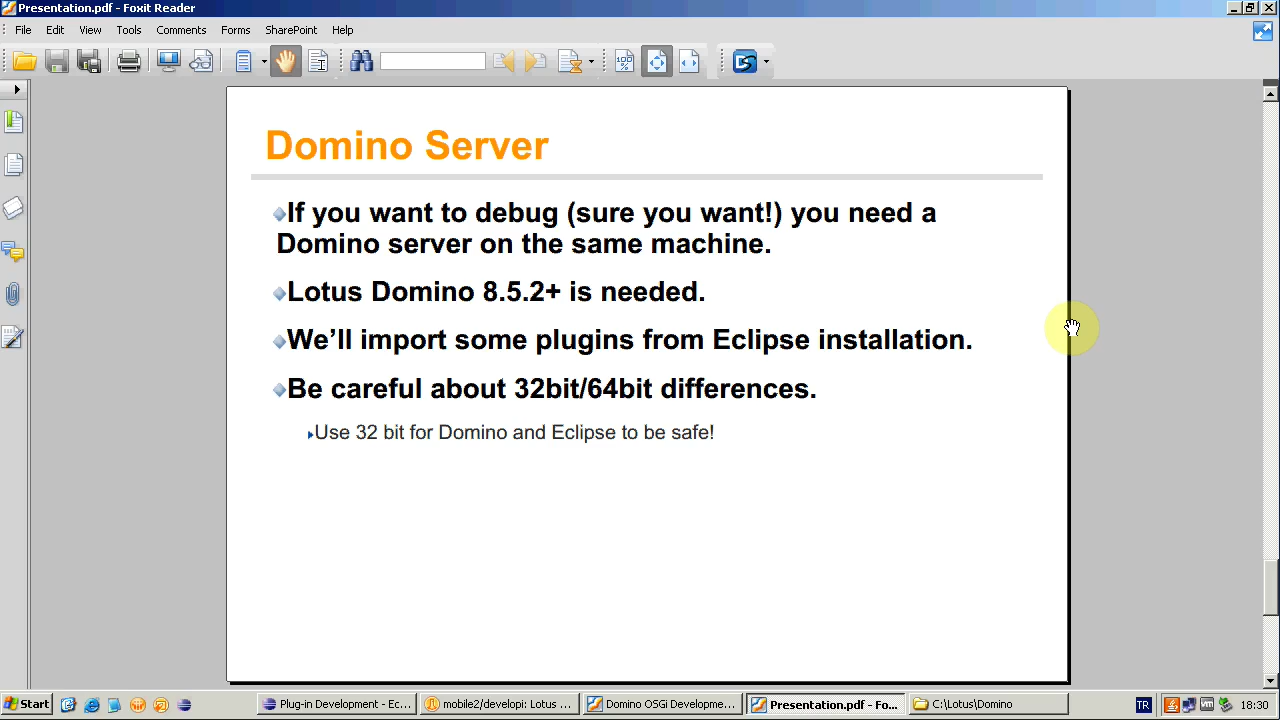 Presentation.pdf - Foxit Reader
File Edit View Tools Comments Forms SharePoint Help
Domino Server
If you want to debug (sure you want!) you need a
Domino server on the same machine.
Lotus Domino 8.5.2+ is needed.
We'll import some plugins from Eclipse installation.
Be careful about 32bit/64bit differences.
Use 32 bit for Domino and Eclipse to be safe!
Start Plug-in Development - Ec... mobjx2/developi: Lotus ... Domino OSGi Developme... Presentation.pdf - Fo... C:\Lotus\Domino TR 18:30